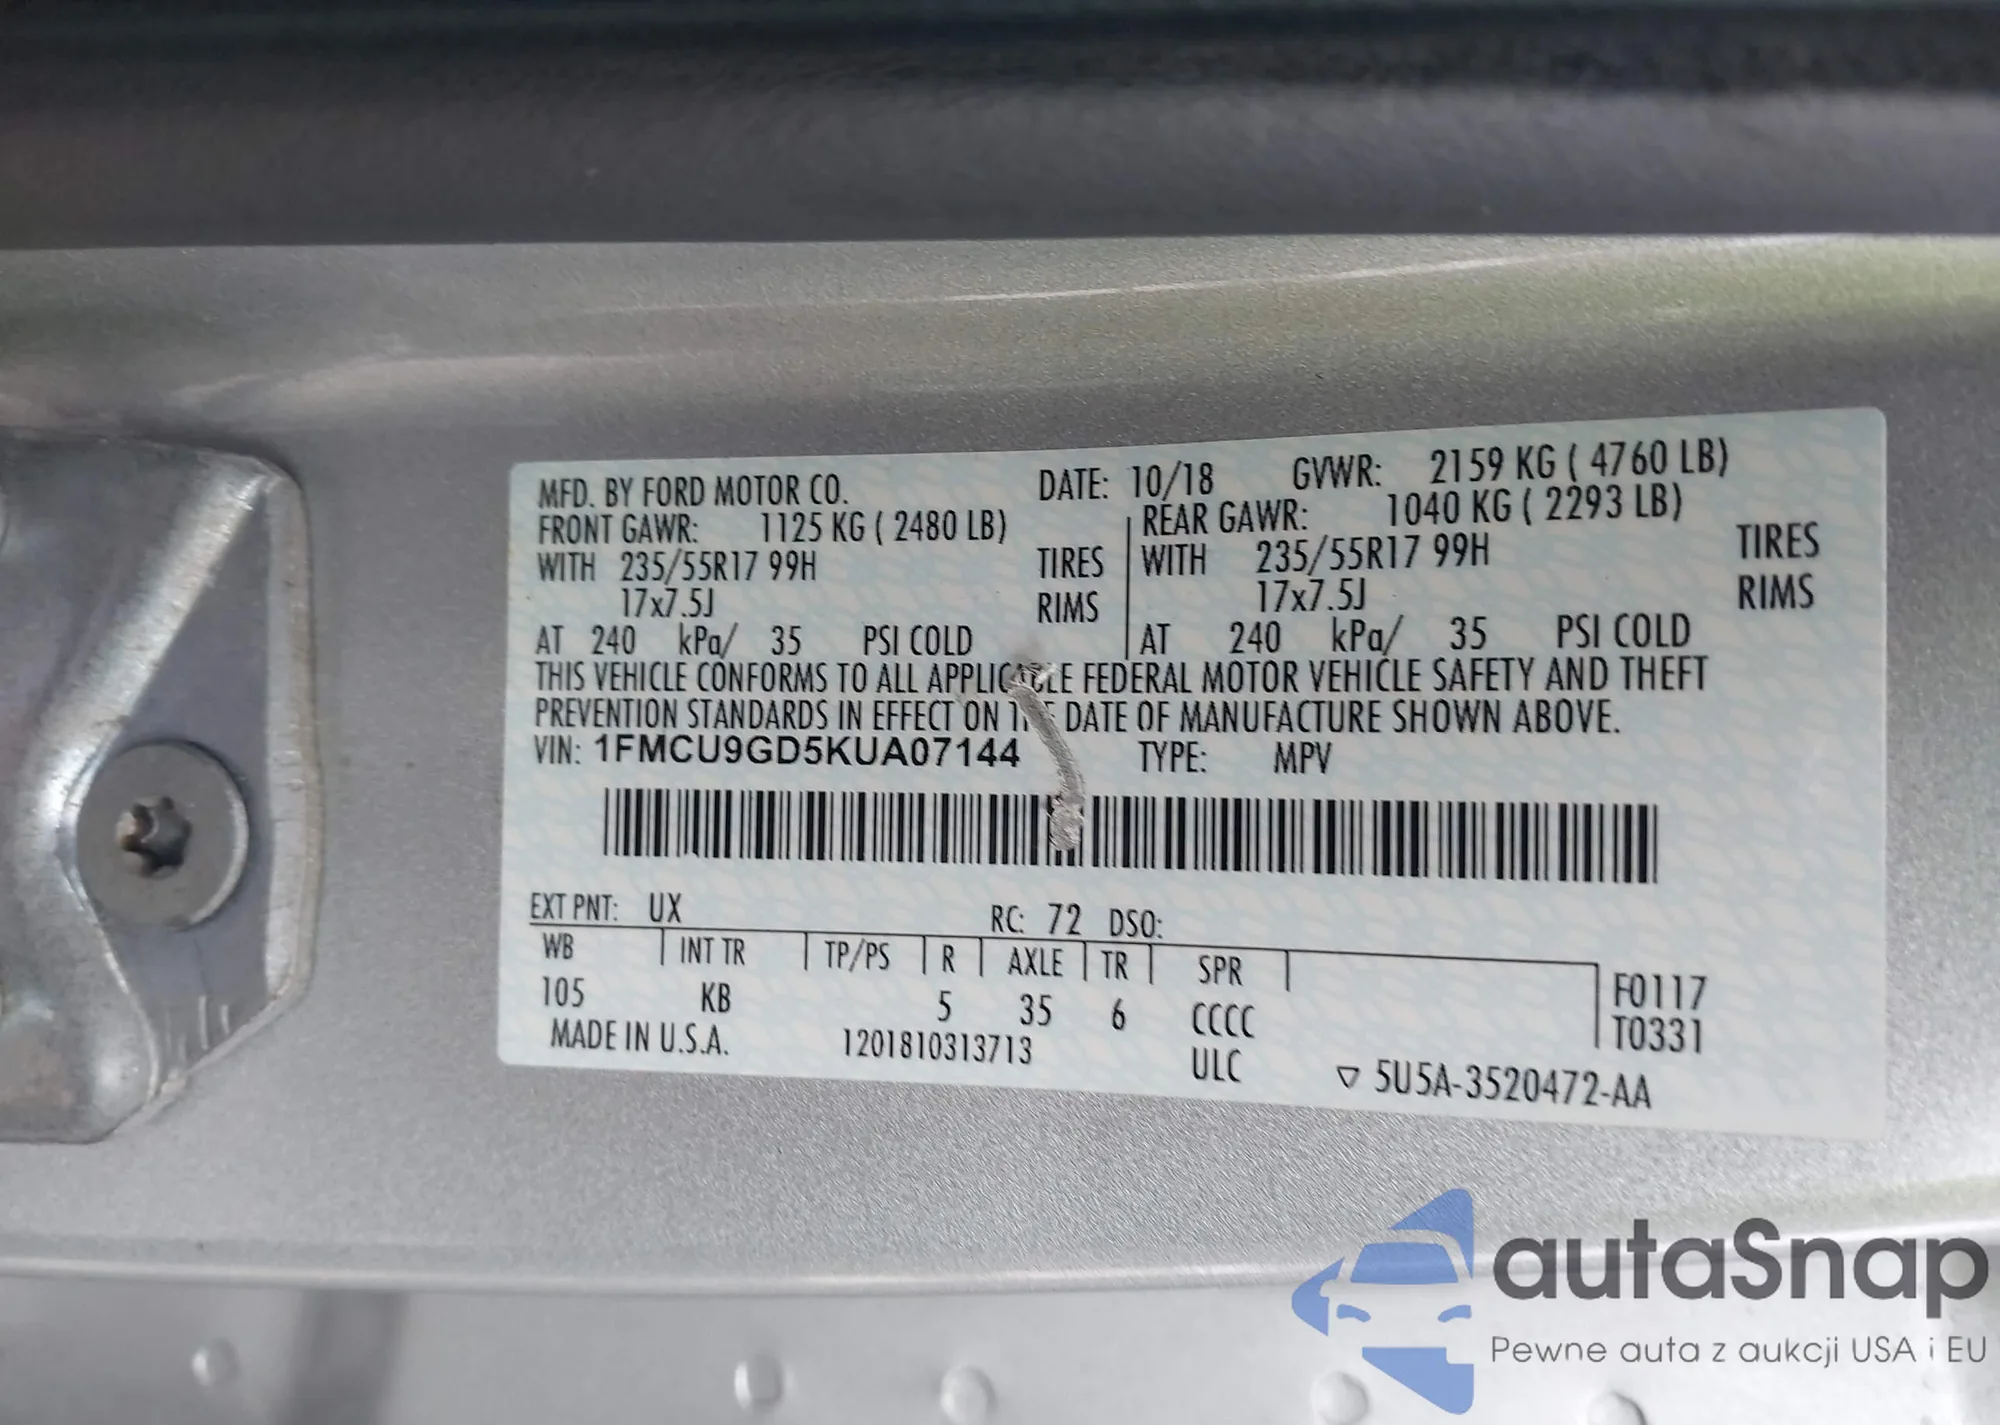 MFD. BY FORD MOTOR CO. DATE: 10/18 GVWR: 2159 KG ( 4760 LB)
FRONT GAWR: 1125 KG ( 2480 LB) REAR GAWR: 1040 KG ( 2293 LB)
WITH 235/55R17 99H TIRES WITH 235/55R17 99H TIRES
17x7.5J RIMS 17x7.5J RIMS
AT 240 kPa/ 35 PSI COLD AT 240 kPa/ 35 PSI COLD
THIS VEHICLE CONFORMS TO ALL APPLICABLE FEDERAL MOTOR VEHICLE SAFETY AND THEFT
PREVENTION STANDARDS IN EFFECT ON THE DATE OF MANUFACTURE SHOWN ABOVE.
VIN: 1FMCU9GD5KUA07144 TYPE: MPV
EXT PNT: UX RC: 72 DSO:
WB INT TR TP/PS R AXLE TR SPR
105 KB 5 35 6 CCCC F0117
T0331
MADE IN U.S.A. 1201810313713 ULC ▽ 5U5A-3520472-AA
autaSnap
Pewne auta z aukcji USA i EU